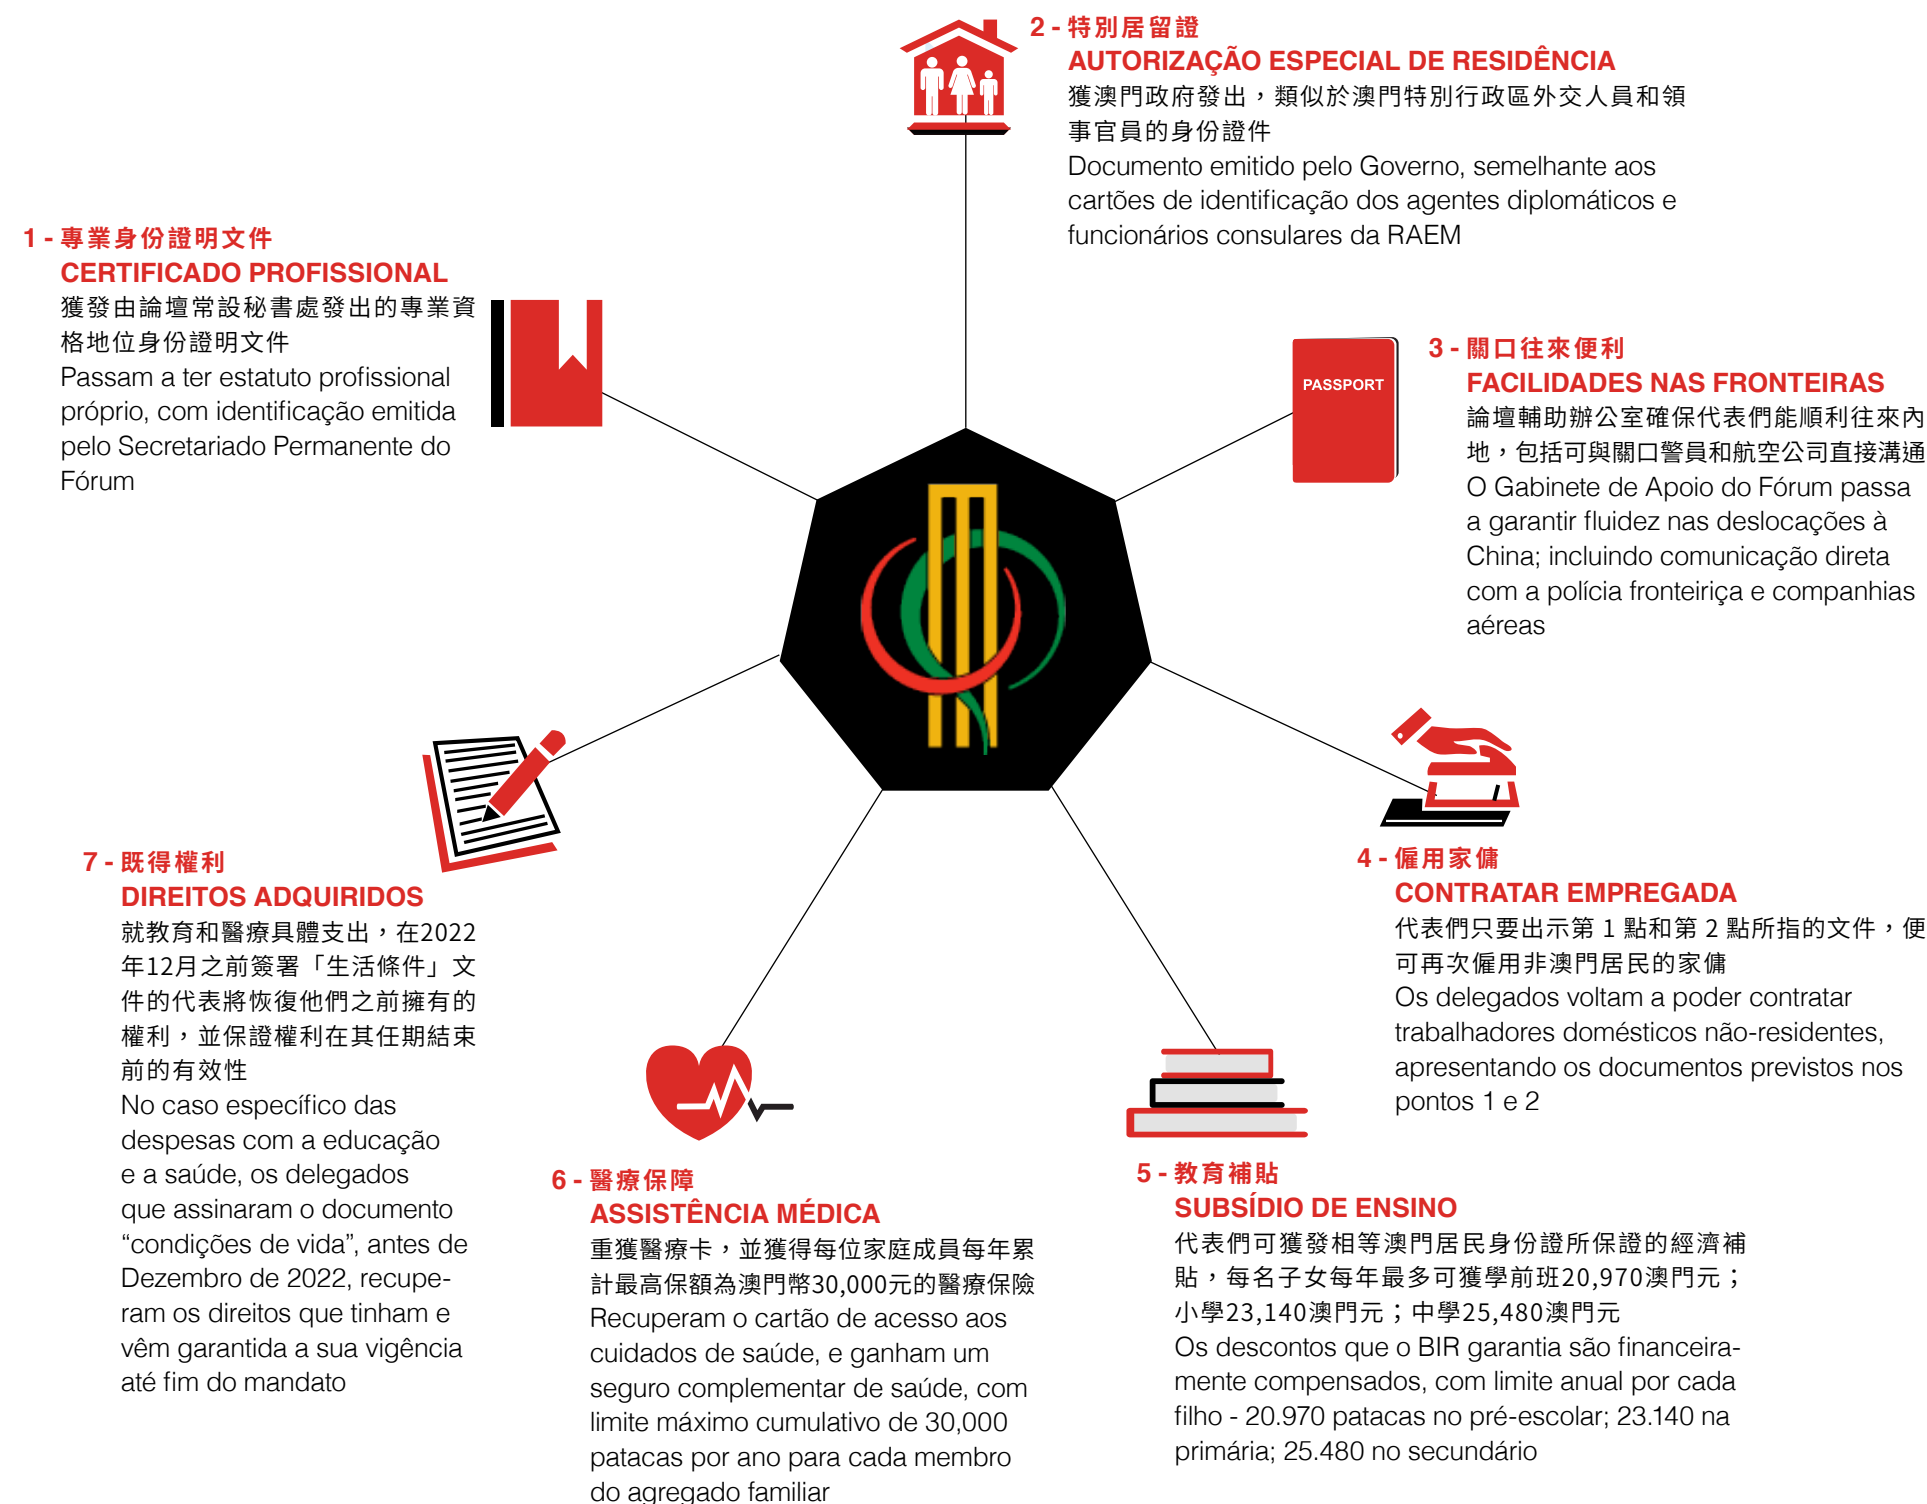 1 - 專業身份證明文件
CERTIFICADO PROFISSIONAL
獲發由論壇常設秘書處發出的專業資
格地位身份證明文件
Passam a ter estatuto profissional
próprio, com identificação emitida
pelo Secretariado Permanente do
Fórum
2 - 特別居留證
AUTORIZAÇÃO ESPECIAL DE RESIDÊNCIA
獲澳門政府發出，類似於澳門特別行政區外交人員和領
事官員的身份證件
Documento emitido pelo Governo, semelhante aos
cartões de identificação dos agentes diplomáticos e
funcionários consulares da RAEM
PASSPORT
3 - 關口往來便利
FACILIDADES NAS FRONTEIRAS
論壇輔助辦公室確保代表們能順利往來內
地，包括可與關口警員和航空公司直接溝通
O Gabinete de Apoio do Fórum passa
a garantir fluidez nas deslocações à
China; incluindo comunicação direta
com a polícia fronteiriça e companhias
aéreas
4 - 僱用家傭
CONTRATAR EMPREGADA
代表們只要出示第 1 點和第 2 點所指的文件，便
可再次僱用非澳門居民的家傭
Os delegados voltam a poder contratar
trabalhadores domésticos não-residentes,
apresentando os documentos previstos nos
pontos 1 e 2
5 - 教育補貼
SUBSÍDIO DE ENSINO
代表們可獲發相等澳門居民身份證所保證的經濟補
貼，每名子女每年最多可獲學前班20,970澳門元；
小學23,140澳門元；中學25,480澳門元
Os descontos que o BIR garantia são financeira-
mente compensados, com limite anual por cada
filho - 20.970 patacas no pré-escolar; 23.140 na
primária; 25.480 no secundário
6 - 醫療保障
ASSISTÊNCIA MÉDICA
重獲醫療卡，並獲得每位家庭成員每年累
計最高保額為澳門幣30,000元的醫療保險
Recuperam o cartão de acesso aos
cuidados de saúde, e ganham um
seguro complementar de saúde, com
limite máximo cumulativo de 30,000
patacas por ano para cada membro
do agregado familiar
7 - 既得權利
DIREITOS ADQUIRIDOS
就教育和醫療具體支出，在2022
年12月之前簽署「生活條件」文
件的代表將恢復他們之前擁有的
權利，並保證權利在其任期結束
前的有效性
No caso específico das
despesas com a educação
e a saúde, os delegados
que assinaram o documento
“condições de vida”, antes de
Dezembro de 2022, recupe-
ram os direitos que tinham e
vêm garantida a sua vigência
até fim do mandato